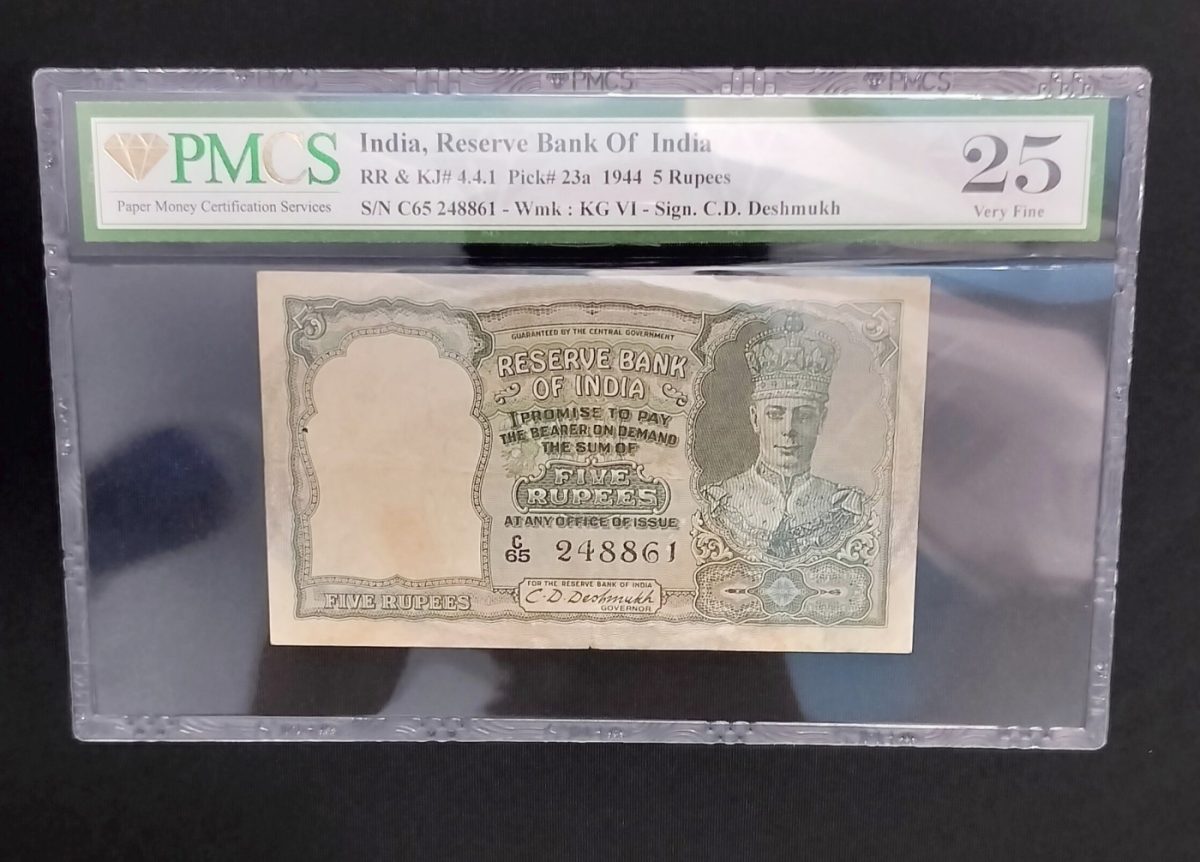 PMCS PMCS
PMCS
Paper Money Certification Services
India, Reserve Bank Of India
RR & KJ# 4.4.1 Pick# 23a 1944 5 Rupees
S/N C65 248861 - Wmk : KG VI - Sign. C.D. Deshmukh
25
Very Fine
5 5
GUARANTEED BY THE CENTRAL GOVERNMENT
RESERVE BANK
OF INDIA
I PROMISE TO PAY
THE BEARER ON DEMAND
THE SUM OF
FIVE
RUPEES
AT ANY OFFICE OF ISSUE
C
65 248861
FOR THE RESERVE BANK OF INDIA
C. D. Deshmukh
GOVERNOR
FIVE RUPEES